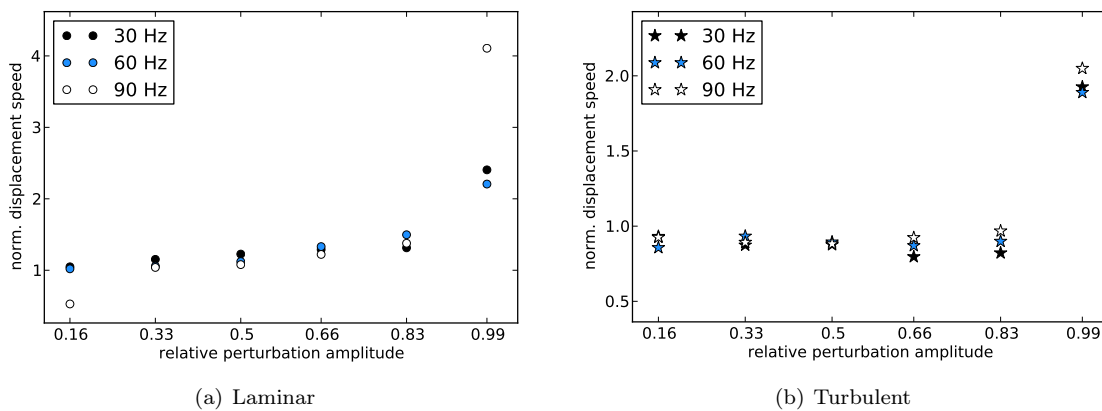 30 Hz
60 Hz
90 Hz
norm. displacement speed
4
3
2
1
0.16 0.33 0.5 0.66 0.83 0.99
relative perturbation amplitude
(a) Laminar
30 Hz
60 Hz
90 Hz
norm. displacement speed
2.0
1.5
1.0
0.5
0.16 0.33 0.5 0.66 0.83 0.99
relative perturbation amplitude
(b) Turbulent